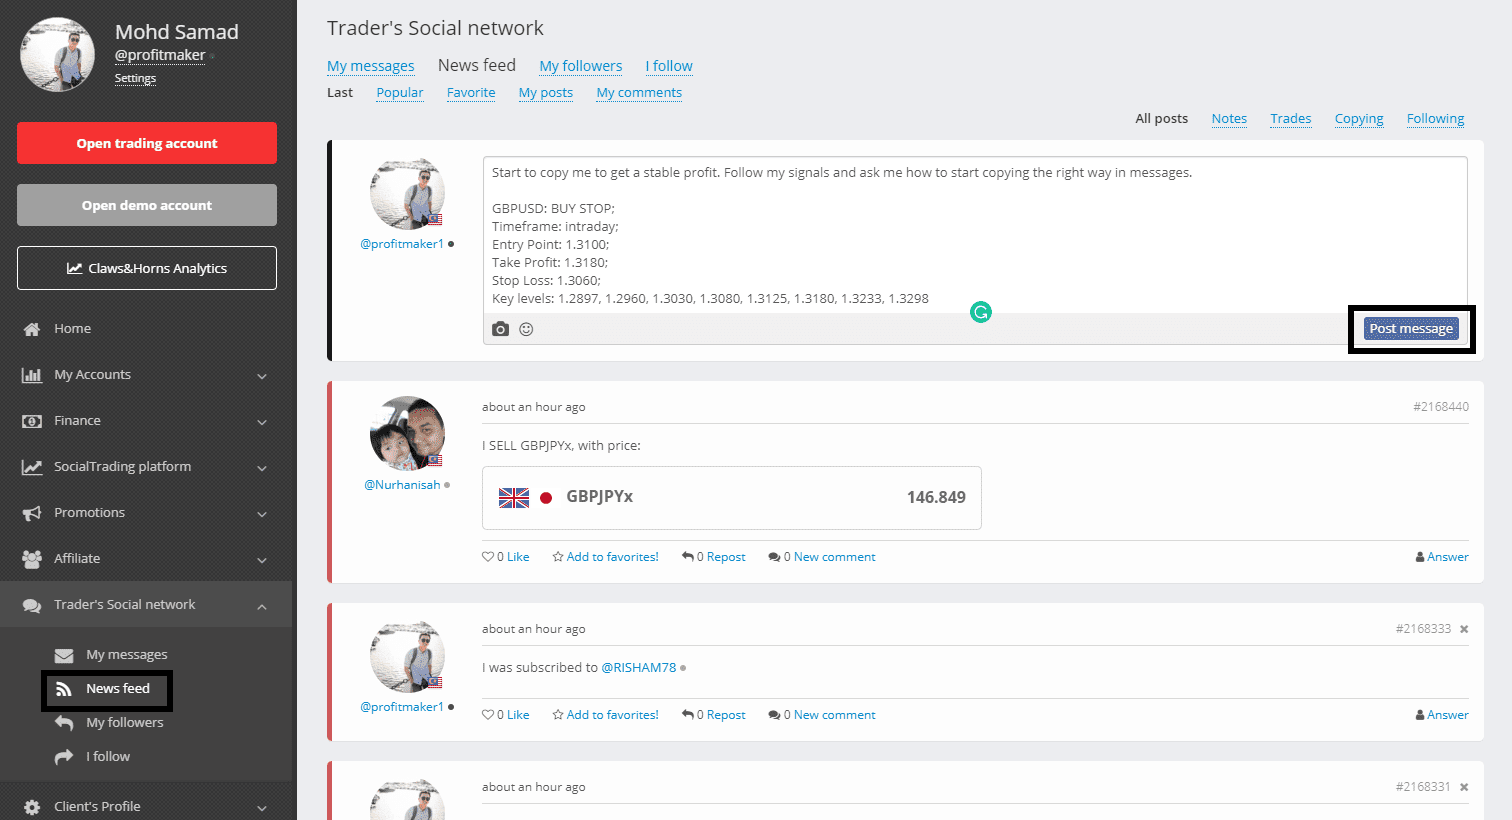 Mohd Samad
@profitmaker
Settings
Open trading account
Open demo account
Claws&Horns Analytics
Home
My Accounts
Finance
SocialTrading platform
Promotions
Affiliate
Trader's Social network
My messages
News feed
My followers
I follow
Client's Profile
Trader's Social network
My messages News feed My followers I follow
Last Popular Favorite My posts My comments
All posts Notes Trades Copying Following
@profitmaker1
Start to copy me to get a stable profit. Follow my signals and ask me how to start copying the right way in messages.
GBPUSD: BUY STOP;
Timeframe: intraday;
Entry Point: 1.3100;
Take Profit: 1.3180;
Stop Loss: 1.3060;
Key levels: 1.2897, 1.2960, 1.3030, 1.3080, 1.3125, 1.3180, 1.3233, 1.3298
Post message
@Nurhanisah
about an hour ago #2168440
I SELL GBPJPYx, with price:
GBPJPYx 146.849
0 Like Add to favorites! 0 Repost 0 New comment Answer
@profitmaker1
about an hour ago #2168333
I was subscribed to @RISHAM78
0 Like Add to favorites! 0 Repost 0 New comment Answer
about an hour ago #2168331